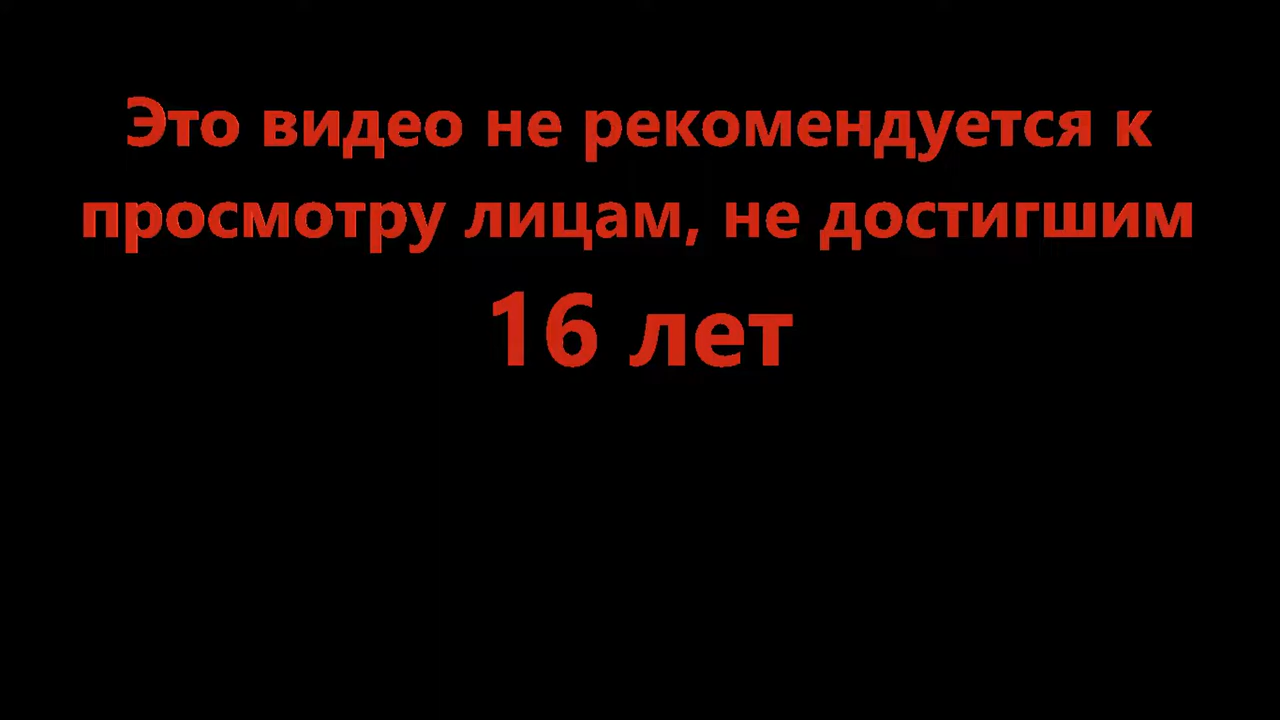 Это видео не рекомендуется к
просмотру лицам, не достигшим
16 лет